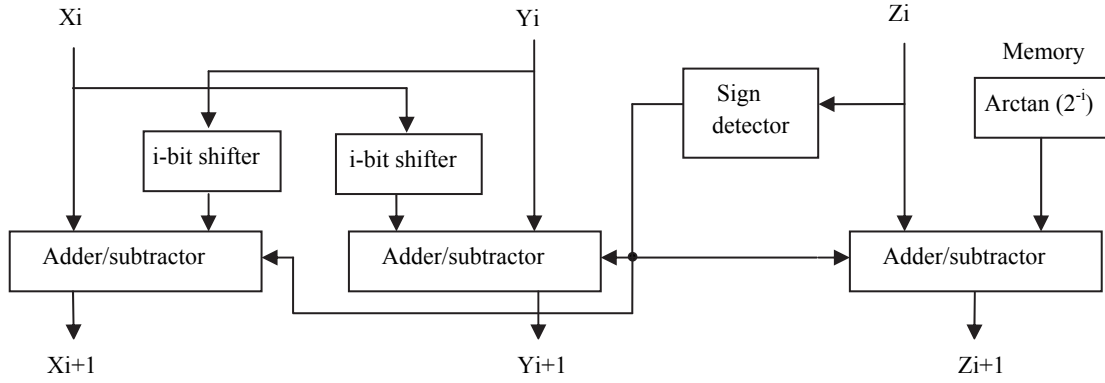 Xi
Yi
Zi
Memory
Sign
detector
Arctan (2⁻ⁱ)
i-bit shifter
i-bit shifter
Adder/subtractor
Adder/subtractor
Adder/subtractor
Xi+1
Yi+1
Zi+1